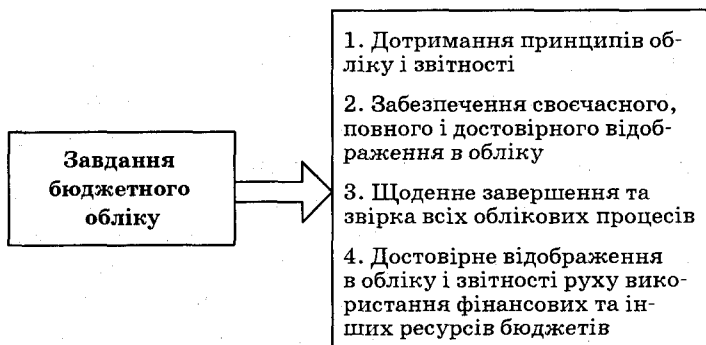 Завдання
бюджетного
обліку
1. Дотримання принципів об-
ліку і звітності
2. Забезпечення своєчасного,
повного і достовірного відоб-
раження в обліку
3. Щоденне завершення та
звірка всіх облікових процесів
4. Достовірне відображення
в обліку і звітності руху вико-
ристання фінансових та ін-
ших ресурсів бюджетів